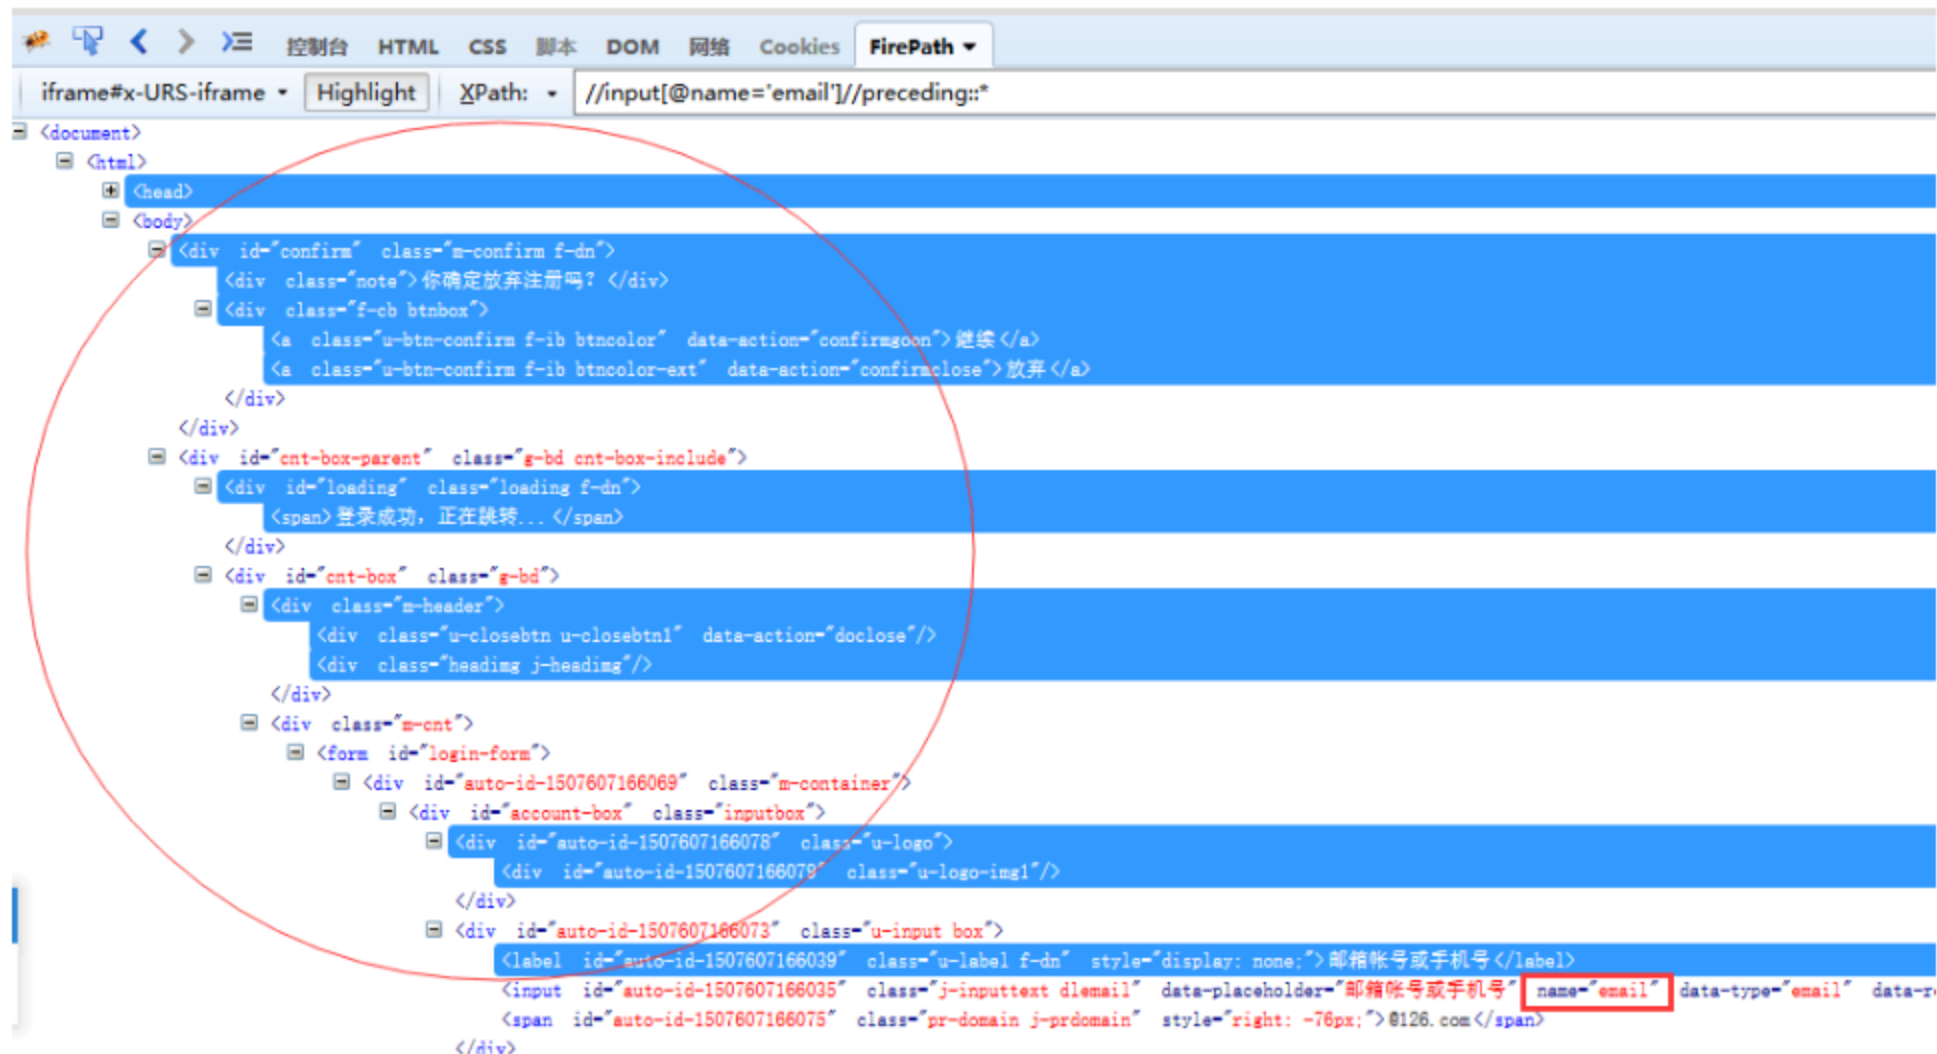 控制台 HTML CSS 脚本 DOM 网络 Cookies FirePath
iframe#x-URS-iframe Highlight XPath: //input[@name='email']//preceding::*
<document>
<html>
<head>
<body>
<div id="confirm" class="m-confirm f-dn">
<div class="note">你确定放弃注册吗？</div>
<div class="f-cb btnbox">
<a class="u-btn-confirm f-ib btncolor" data-action="confirmgoon">继续</a>
<a class="u-btn-confirm f-ib btncolor-ext" data-action="confirmclose">放弃</a>
</div>
</div>
<div id="cnt-box-parent" class="g-bd cnt-box-include">
<div id="loading" class="loading f-dn">
<span>登录成功，正在跳转...</span>
</div>
<div id="cnt-box" class="g-bd">
<div class="m-header">
<div class="u-closebtn u-closebtn1" data-action="doclose"/>
<div class="headimg j-headimg"/>
</div>
<div class="m-cnt">
<form id="login-form">
<div id="auto-id-1507607166069" class="m-container">
<div id="account-box" class="inputbox">
<div id="auto-id-1507607166078" class="u-logo">
<div id="auto-id-1507607166079" class="u-logo-img1"/>
</div>
<div id="auto-id-1507607166073" class="u-input box">
<label id="auto-id-1507607166039" class="u-label f-dn" style="display: none;">邮箱帐号或手机号</label>
<input id="auto-id-1507607166035" class="j-inputtext dlemail" data-placeholder="邮箱帐号或手机号" name="email" data-type="email"
<span id="auto-id-1507607166075" class="pr-domain j-prdomain" style="right: -76px;">@126.com</span>
</div>